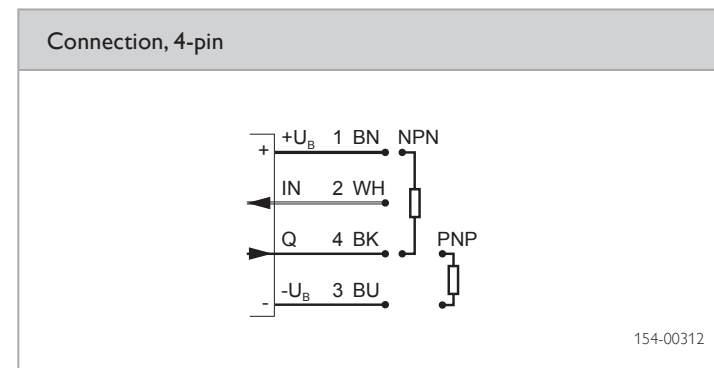 Connection, 4-pin
+U_B 1 BN NPN
+
IN 2 WH
Q 4 BK PNP
-U_B 3 BU
-
154-00312